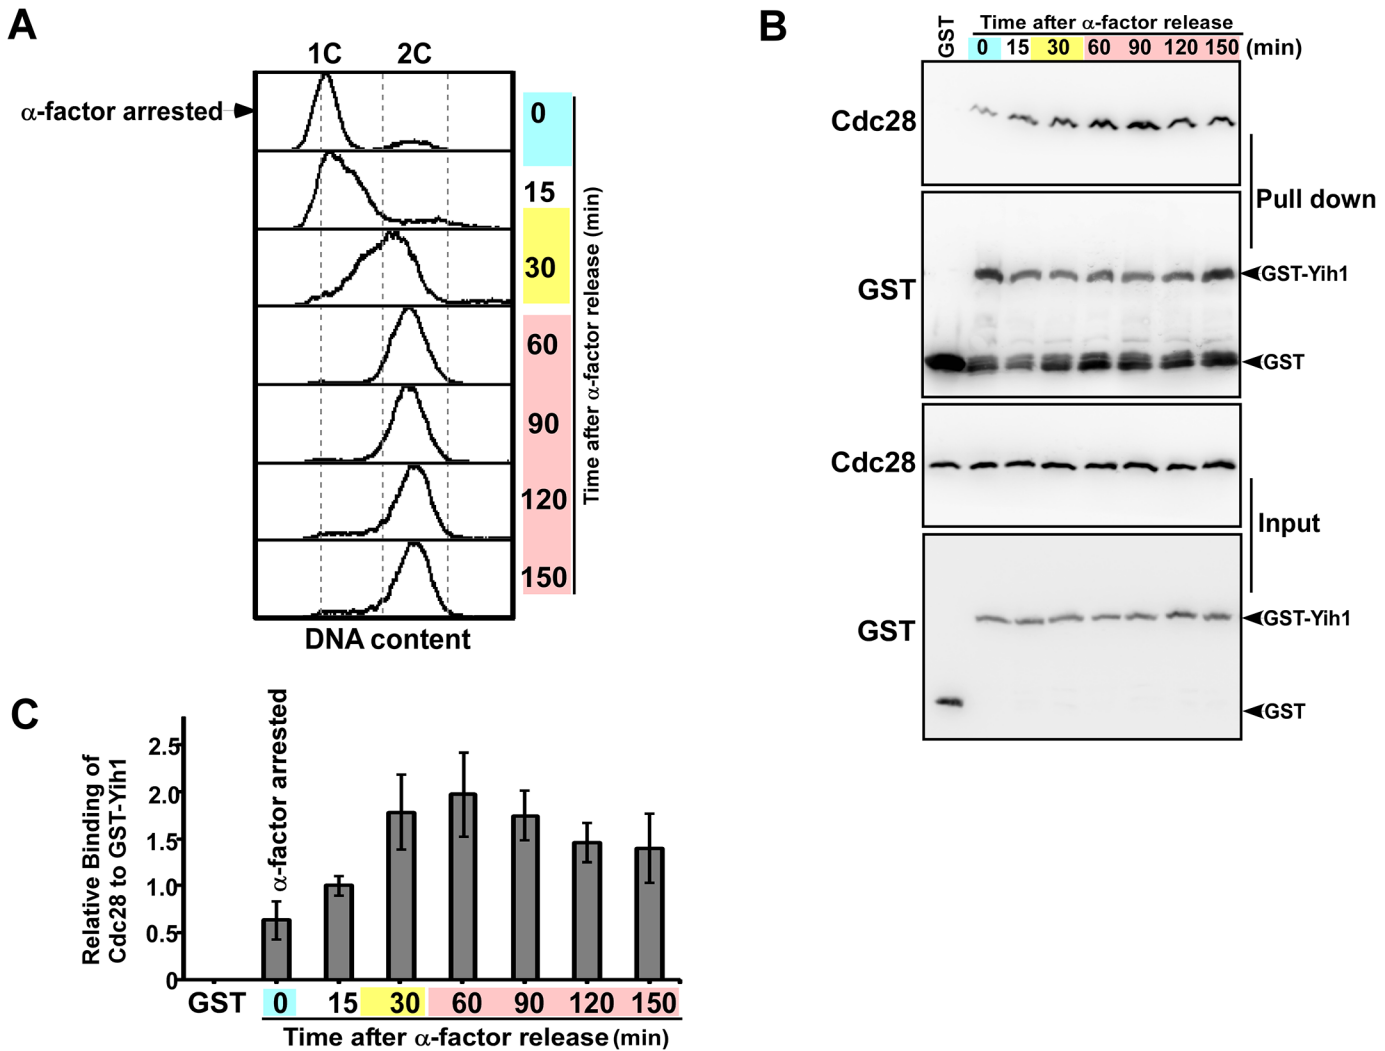 A
1C 2C
α-factor arrested
0
15
30
60
90
120
150
Time after α-factor release (min)
DNA content
B
GST
Time after α-factor release
0 15 30 60 90 120 150 (min)
Cdc28
Pull down
GST
GST-Yih1
GST
Cdc28
Input
GST
GST-Yih1
GST
C
Relative Binding of
Cdc28 to GST-Yih1
2.5
2.0
1.5
1.0
0.5
0
α-factor arrested
GST 0 15 30 60 90 120 150
Time after α-factor release (min)